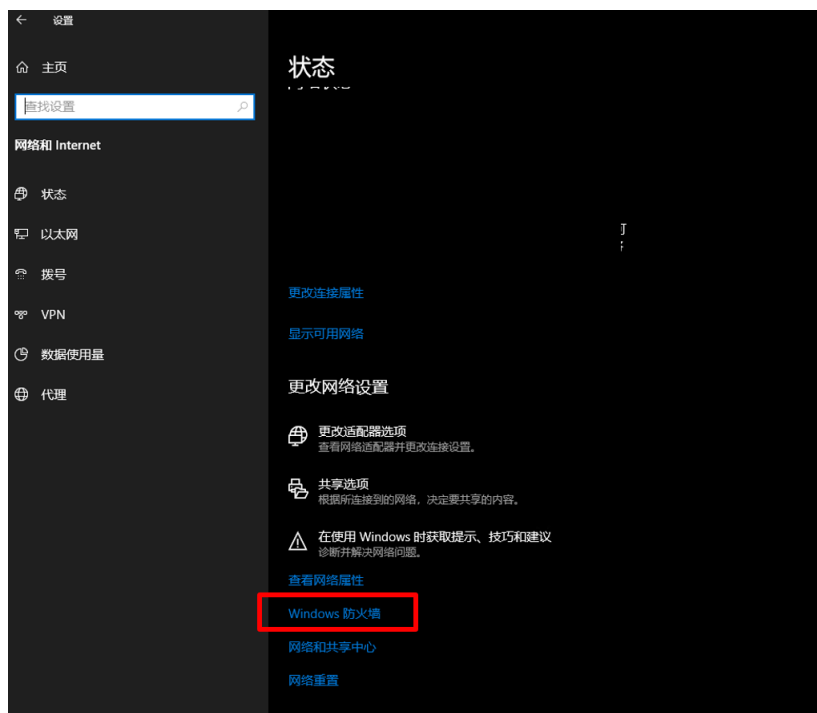 设置
主页
查找设置
网络和 Internet
状态
以太网
拨号
VPN
数据使用量
代理
状态
更改连接属性
显示可用网络
更改网络设置
更改适配器选项
查看网络适配器并更改连接设置。
共享选项
根据所连接到的网络，决定要共享的内容。
在使用 Windows 时获取提示、技巧和建议
诊断并解决网络问题。
查看网络属性
Windows 防火墙
网络和共享中心
网络重置